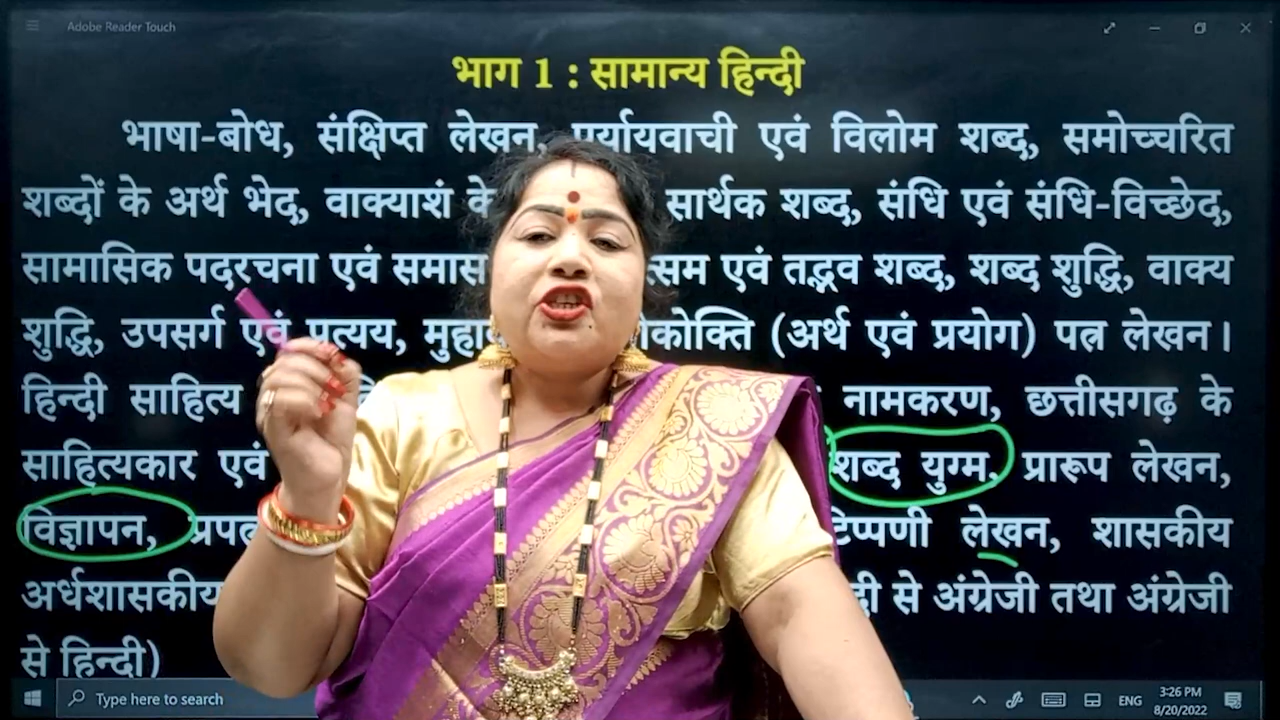 Adobe Reader Touch
भाग 1 : सामान्य हिन्दी
भाषा-बोध, संक्षिप्त लेखन, पर्यायवाची एवं विलोम शब्द, समोच्चरित
शब्दों के अर्थ भेद, वाक्याशं के सार्थक शब्द, संधि एवं संधि-विच्छेद,
सामासिक पदरचना एवं समास एवं तद्भव शब्द, शब्द शुद्धि, वाक्य
शुद्धि, उपसर्ग एवं प्रत्यय, (अर्थ एवं प्रयोग) पत्र लेखन।
हिन्दी साहित्य नामकरण, छत्तीसगढ़ के
साहित्यकार एवं शब्द युग्म, प्रारूप लेखन,
विज्ञापन, टिप्पणी लेखन, शासकीय
अर्धशासकीय से अंग्रेजी तथा अंग्रेजी
से हिन्दी)
Type here to search
ENG
3:26 PM
8/20/2022